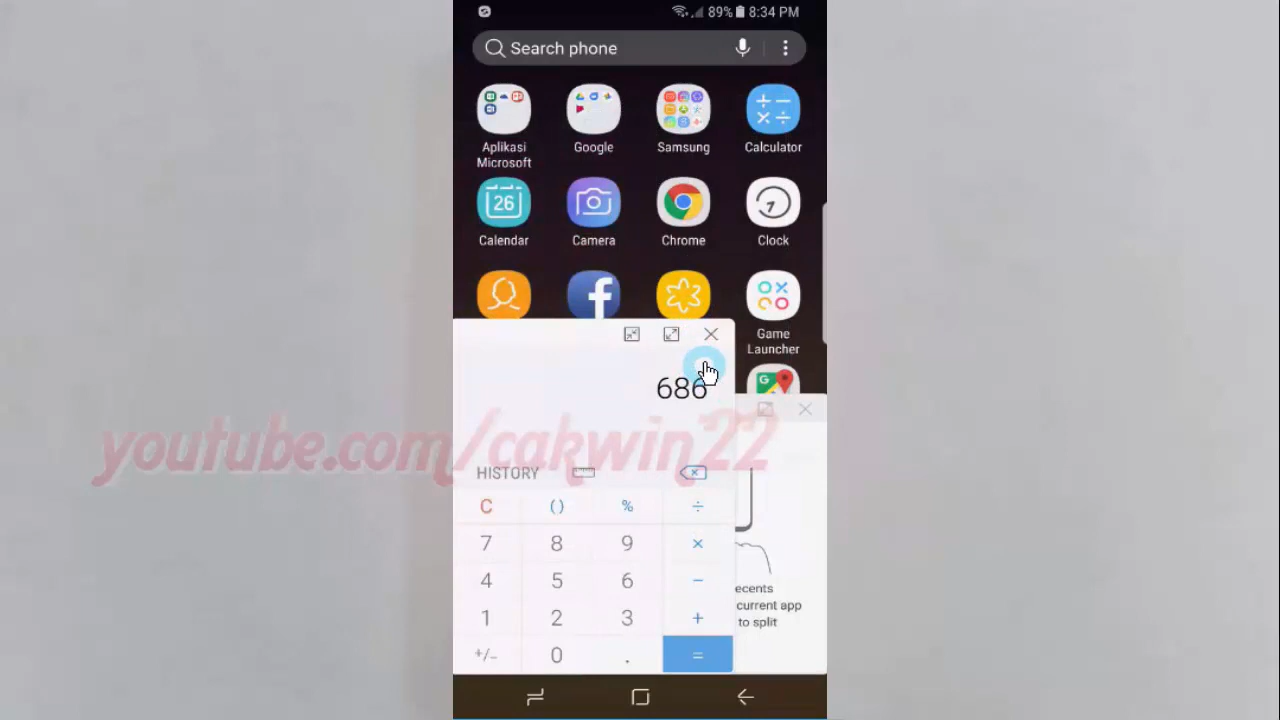 89% 8:34 PM
Search phone
Aplikasi Microsoft
Google
Samsung
Calculator
26
Calendar
Camera
Chrome
Clock
Game Launcher
G
686
youtube.com/cakwin22
HISTORY
C ( ) % ÷
7 8 9 ×
4 5 6 −
1 2 3 +
+/− 0 . =
ecents
current app
to split